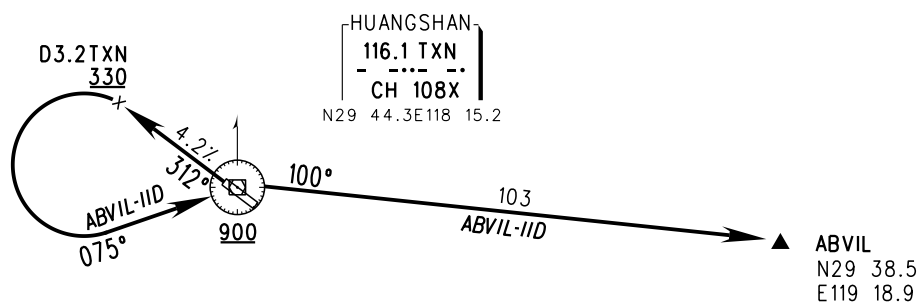 HUANGSHAN
116.1 TXN
– –··– –·
CH 108X
N29 44.3E118 15.2
D3.2TXN
330
4.2%
312°
ABVIL-11D
075°
900
100°
103
ABVIL-11D
ABVIL
N29 38.5
E119 18.9